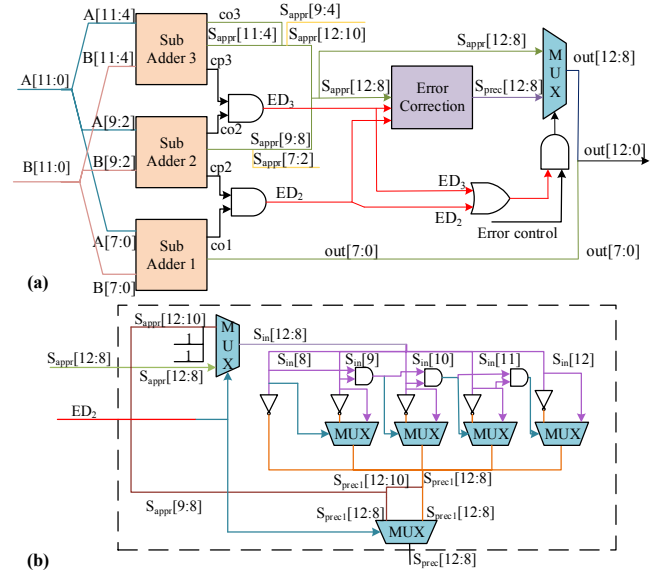 co3
S_appr[9:4]
A[11:4]
Sub Adder 3
S_appr[11:4]
S_appr[12:10]
B[11:4]
cp3
S_appr[12:8]
out[12:8]
MUX
A[11:0]
ED_3
S_appr[12:8]
Error Correction
S_prec[12:8]
co2
A[9:2]
Sub Adder 2
S_appr[9:8]
B[9:2]
S_appr[7:2]
out[12:0]
B[11:0]
cp2
ED_2
ED_3
ED_2
A[7:0]
Sub Adder 1
co1
Error control
out[7:0]
out[7:0]
B[7:0]
(a)
S_appr[12:10]
MUX
S_in[12:8]
1
1
S_in[8]
S_in[9]
S_in[10]
S_in[11]
S_in[12]
S_appr[12:8]
S_appr[12:8]
ED_2
MUX
MUX
MUX
MUX
S_prec1[12:10]
S_prec1[12:8]
S_appr[9:8]
S_prec1[12:8]
S_prec1[12:8]
MUX
S_prec[12:8]
(b)